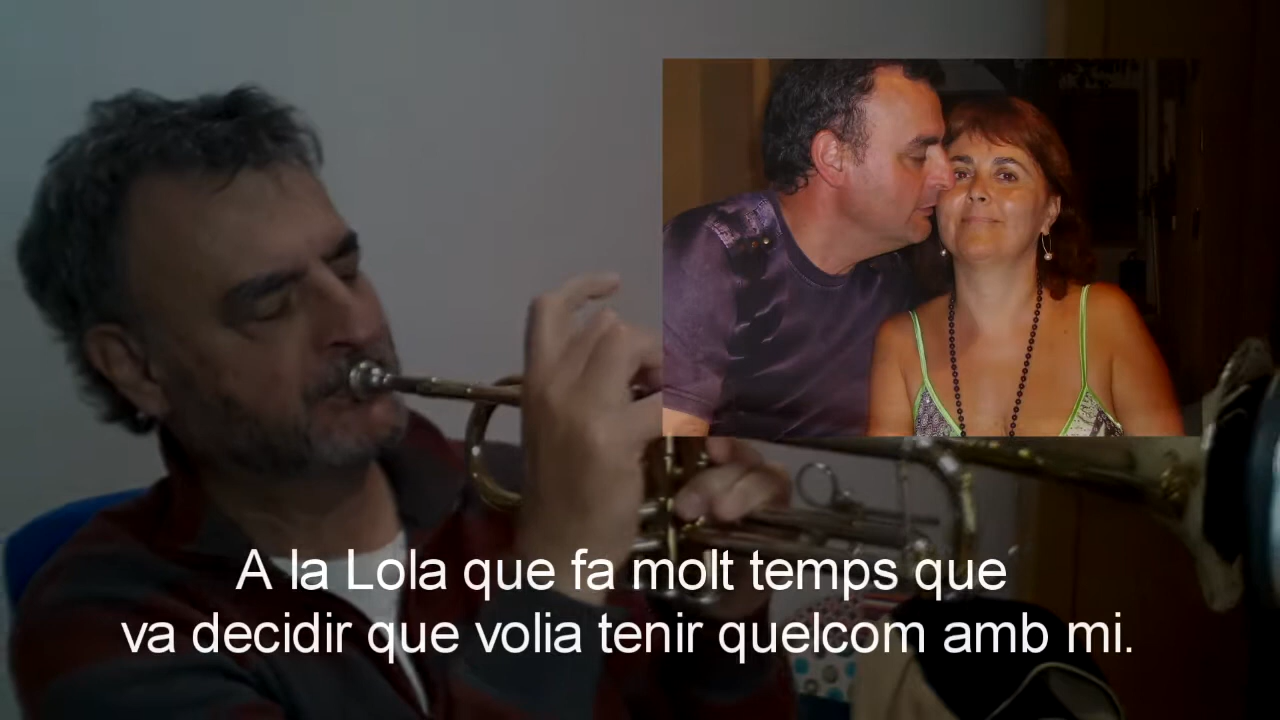 A la Lola que fa molt temps que
va decidir que volia tenir quelcom amb mi.